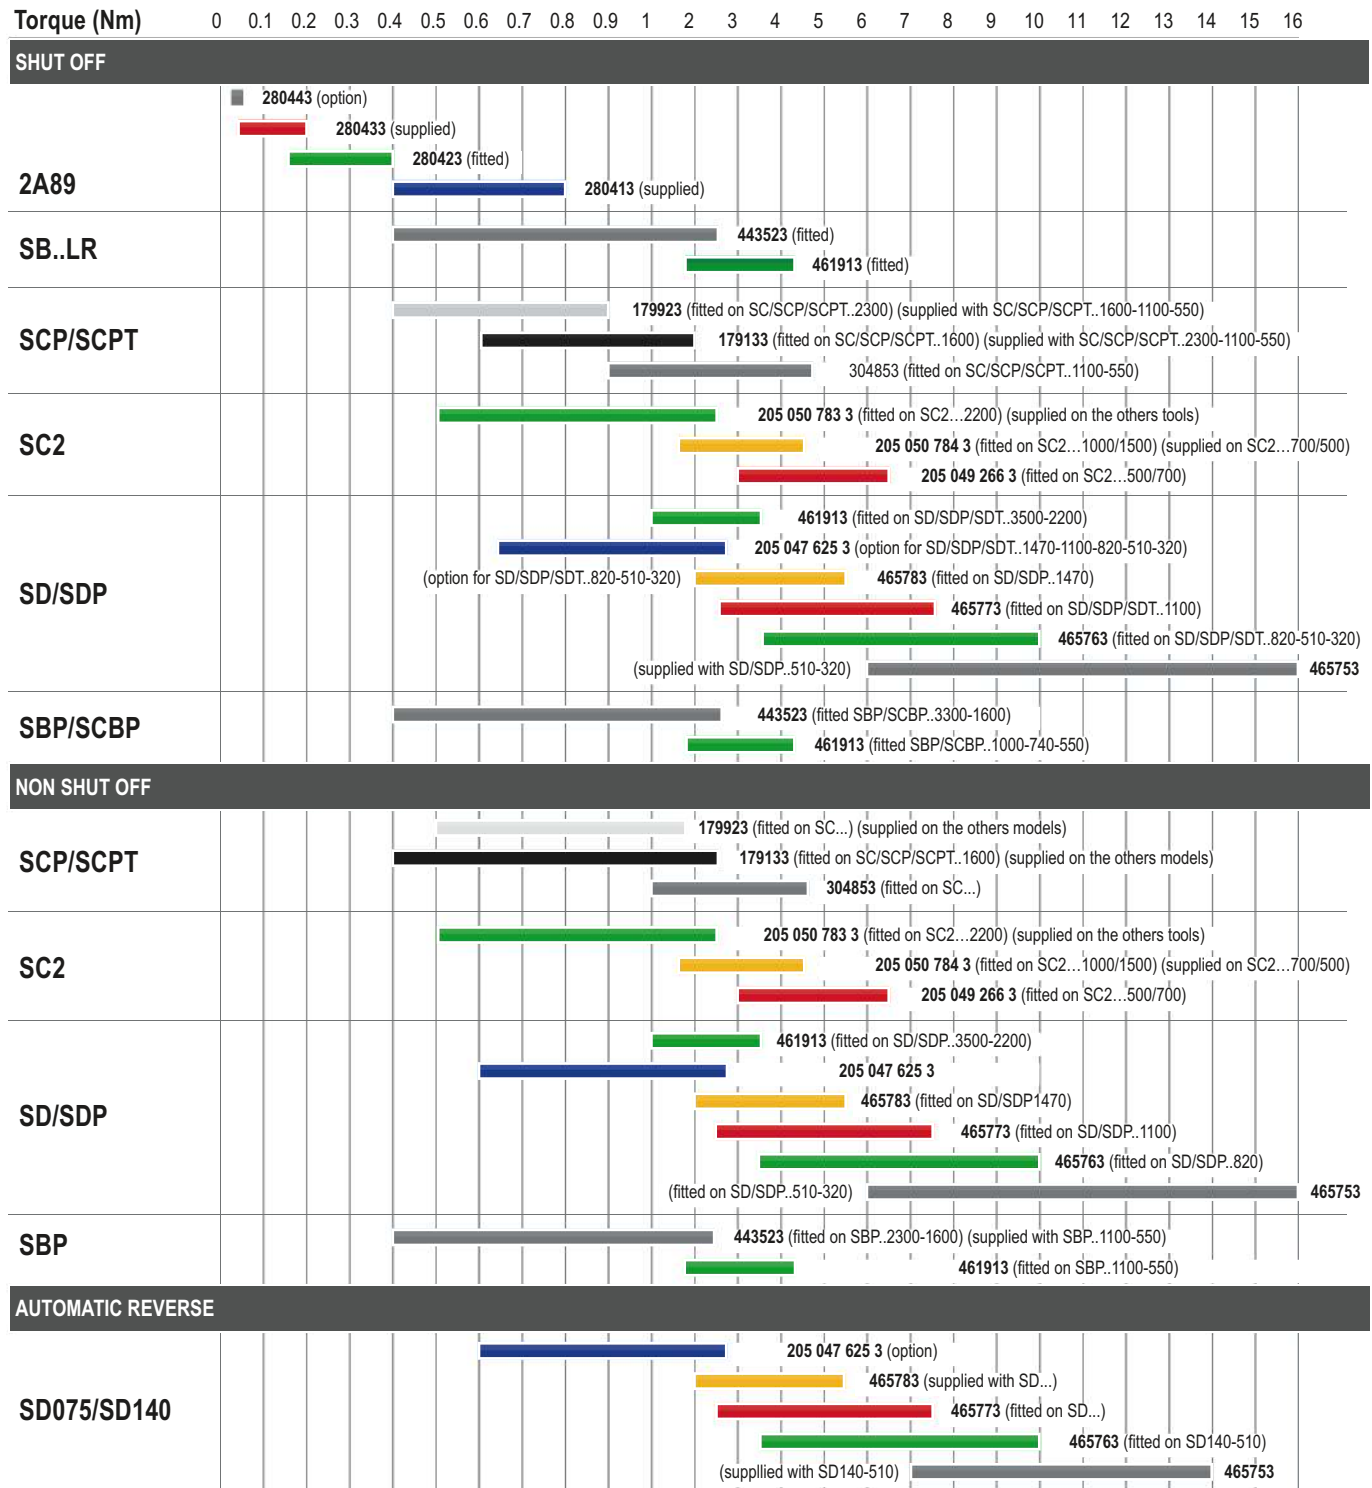 Torque (Nm) 0 0.1 0.2 0.3 0.4 0.5 0.6 0.7 0.8 0.9 1 2 3 4 5 6 7 8 9 10 11 12 13 14 15 16
SHUT OFF
280443 (option)
280433 (supplied)
280423 (fitted)
2A89
280413 (supplied)
443523 (fitted)
SB..LR
461913 (fitted)
179923 (fitted on SC/SCP/SCPT..2300) (supplied with SC/SCP/SCPT..1600-1100-550)
SCP/SCPT
179133 (fitted on SC/SCP/SCPT..1600) (supplied with SC/SCP/SCPT..2300-1100-550)
304853 (fitted on SC/SCP/SCPT..1100-550)
205 050 783 3 (fitted on SC2...2200) (supplied on the others tools)
SC2
205 050 784 3 (fitted on SC2...1000/1500) (supplied on SC2...700/500)
205 049 266 3 (fitted on SC2...500/700)
461913 (fitted on SD/SDP/SDT..3500-2200)
205 047 625 3 (option for SD/SDP/SDT..1470-1100-820-510-320)
(option for SD/SDP/SDT..820-510-320) 465783 (fitted on SD/SDP..1470)
SD/SDP
465773 (fitted on SD/SDP/SDT..1100)
465763 (fitted on SD/SDP/SDT..820-510-320)
(supplied with SD/SDP..510-320) 465753
443523 (fitted SBP/SCBP..3300-1600)
SBP/SCBP
461913 (fitted SBP/SCBP..1000-740-550)
NON SHUT OFF
179923 (fitted on SC...) (supplied on the others models)
SCP/SCPT
179133 (fitted on SC/SCP/SCPT..1600) (supplied on the others models)
304853 (fitted on SC...)
205 050 783 3 (fitted on SC2...2200) (supplied on the others tools)
SC2
205 050 784 3 (fitted on SC2...1000/1500) (supplied on SC2...700/500)
205 049 266 3 (fitted on SC2...500/700)
461913 (fitted on SD/SDP..3500-2200)
205 047 625 3
465783 (fitted on SD/SDP1470)
SD/SDP
465773 (fitted on SD/SDP..1100)
465763 (fitted on SD/SDP..820)
(fitted on SD/SDP..510-320) 465753
443523 (fitted on SBP..2300-1600) (supplied with SBP..1100-550)
SBP
461913 (fitted on SBP..1100-550)
AUTOMATIC REVERSE
205 047 625 3 (option)
465783 (supplied with SD...)
SD075/SD140
465773 (fitted on SD...)
465763 (fitted on SD140-510)
(suppllied with SD140-510) 465753